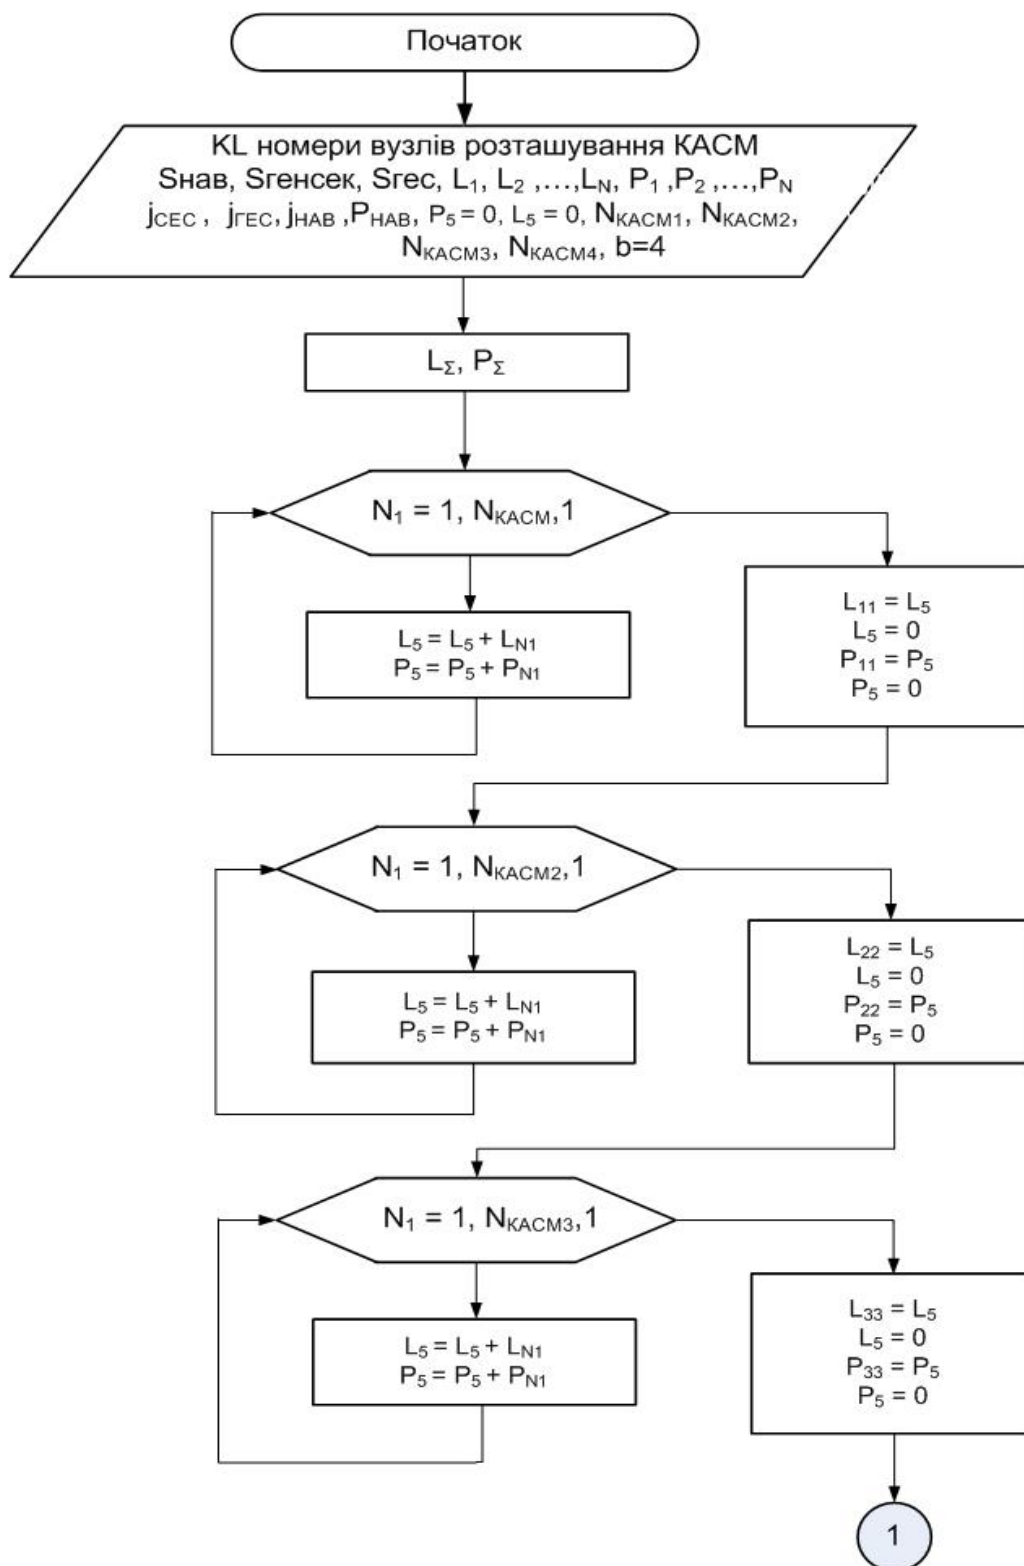 Початок
KL номери вузлів розташування КАСМ
Sнав, Sгенсек, Sгес, L₁, L₂ ,…,Lₙ, P₁ ,P₂ ,…,Pₙ
jСЕС , jГЕС, jНАВ ,PНАВ, P₅ = 0, L₅ = 0, NКАСМ1, NКАСМ2,
NКАСМ3, NКАСМ4, b=4
LΣ, PΣ
N₁ = 1, NКАСМ,1
L₅ = L₅ + LN1
P₅ = P₅ + PN1
L₁₁ = L₅
L₅ = 0
P₁₁ = P₅
P₅ = 0
N₁ = 1, NКАСМ2,1
L₅ = L₅ + LN1
P₅ = P₅ + PN1
L₂₂ = L₅
L₅ = 0
P₂₂ = P₅
P₅ = 0
N₁ = 1, NКАСМ3,1
L₅ = L₅ + LN1
P₅ = P₅ + PN1
L₃₃ = L₅
L₅ = 0
P₃₃ = P₅
P₅ = 0
1